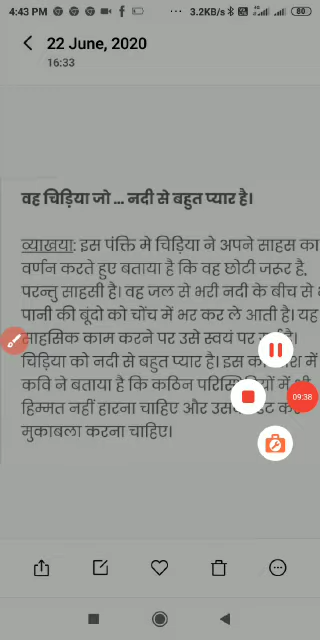 4:43 PM ... 3.2KB/s 80
22 June, 2020
16:33
वह चिड़िया जो ... नदी से बहुत प्यार है।
व्याख्या: इस पंक्ति मे चिड़िया ने अपने साहस का
वर्णन करते हुए बताया है कि वह छोटी जरूर है,
परन्तु साहसी है। वह जल से भरी नदी के बीच से
पानी की बूंदो को चोंच में भर कर ले आती है। यह
साहसिक काम करने पर उसे स्वयं पर है।
चिड़िया को नदी से बहुत प्यार है। इस में
कवि ने बताया है कि कठिन में भी
09:38
हिम्मत नहीं हारना चाहिए और डट कर
मुकाबला करना चाहिए।